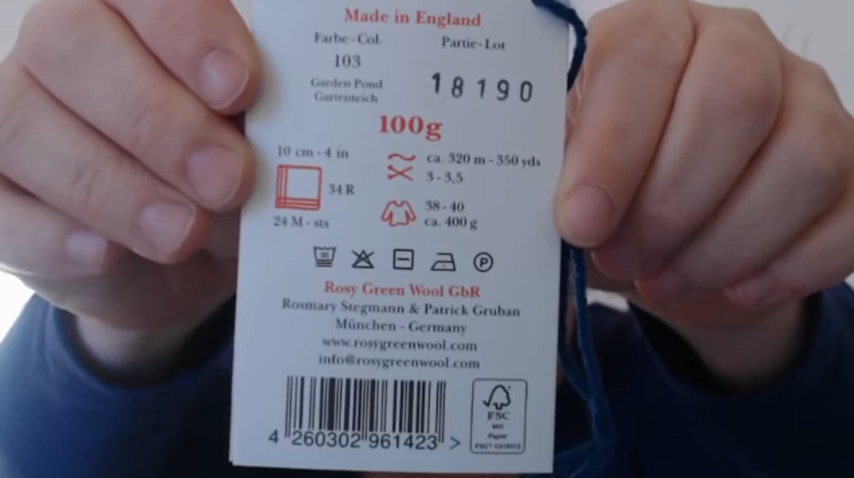 Made in England
Farbe - Col.
Partie - Lot
103
18190
Garden Pond
Gartenteich
100g
10 cm - 4 in
34 R
24 M - sts
ca. 320 m - 350 yds
3 - 3,5
38 - 40
ca. 400 g
P
Rosy Green Wool GbR
Rosmary Stegmann & Patrick Gruban
München - Germany
www.rosygreenwool.com
info@rosygreenwool.com
4 260302 961423 >
FSC
Mix
Papier